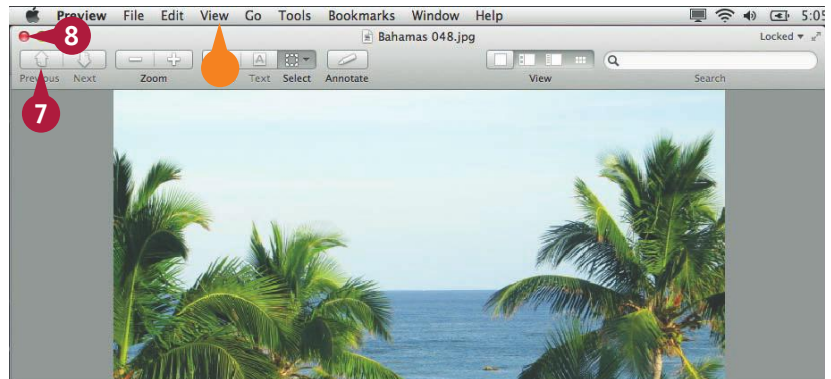 Preview File Edit View Go Tools Bookmarks Window Help 5:05
8 Bahamas 048.jpg Locked
Previous Next Zoom Text Select Annotate View Search
7